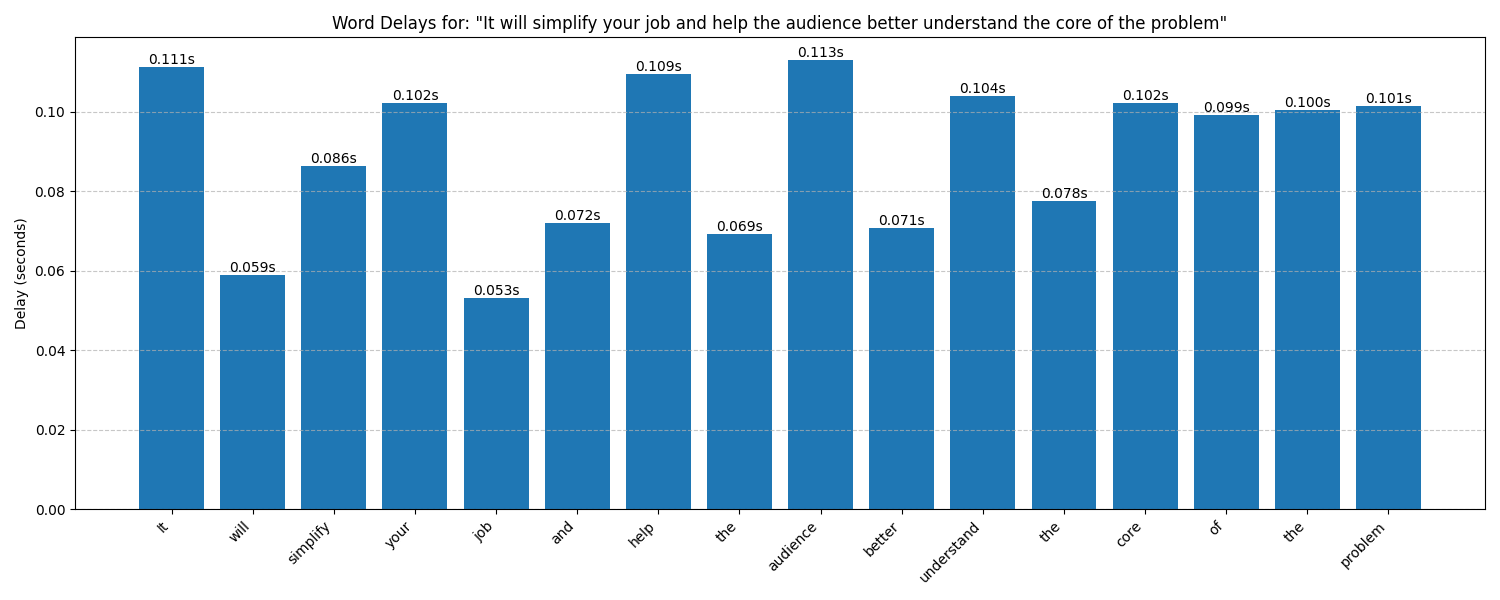 Word Delays for: "It will simplify your job and help the audience better understand the core of the problem"
0.111s
0.059s
0.086s
0.102s
0.053s
0.072s
0.109s
0.069s
0.113s
0.071s
0.104s
0.078s
0.102s
0.099s
0.100s
0.101s
Delay (seconds)
0.10
0.08
0.06
0.04
0.02
0.00
It
will
simplify
your
job
and
help
the
audience
better
understand
the
core
of
the
problem